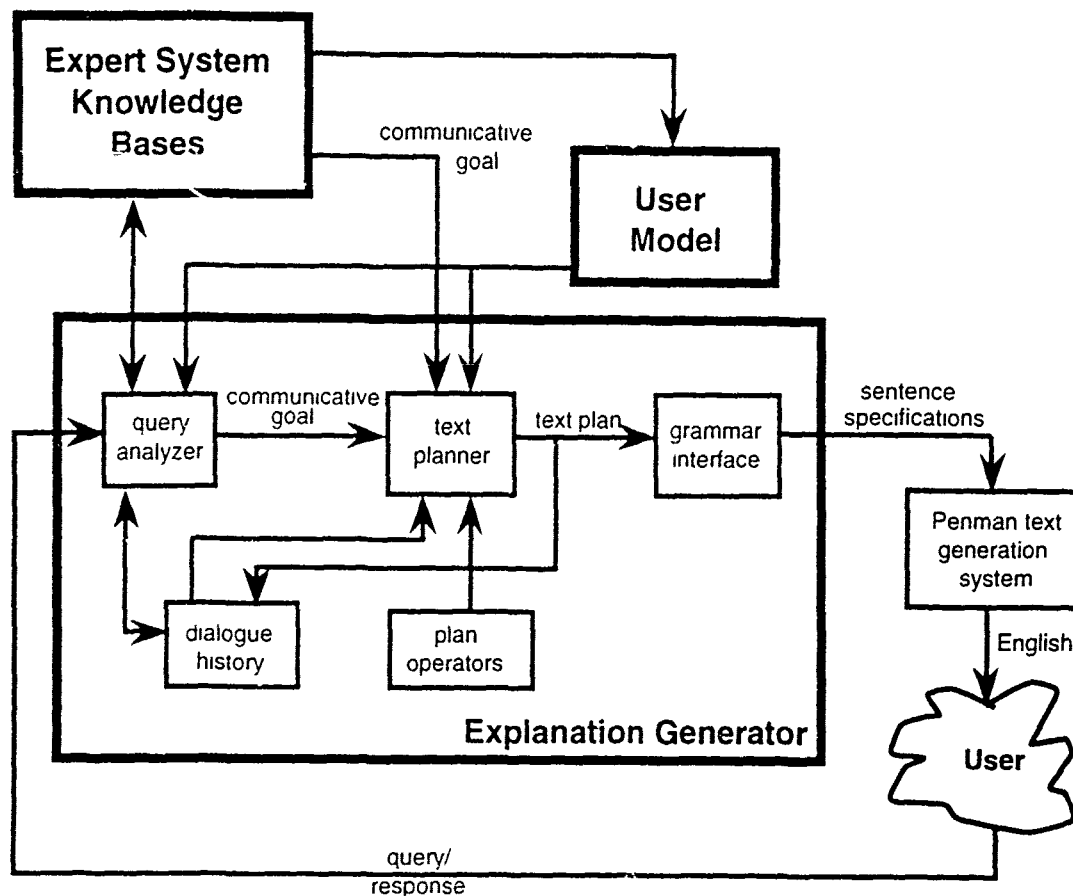 Expert System
Knowledge
Bases
communicative
goal
User
Model
query
analyzer
communicative
goal
text
planner
text plan
grammar
interface
sentence
specifications
Penman text
generation
system
dialogue
history
plan
operators
English
Explanation Generator
User
query/
response